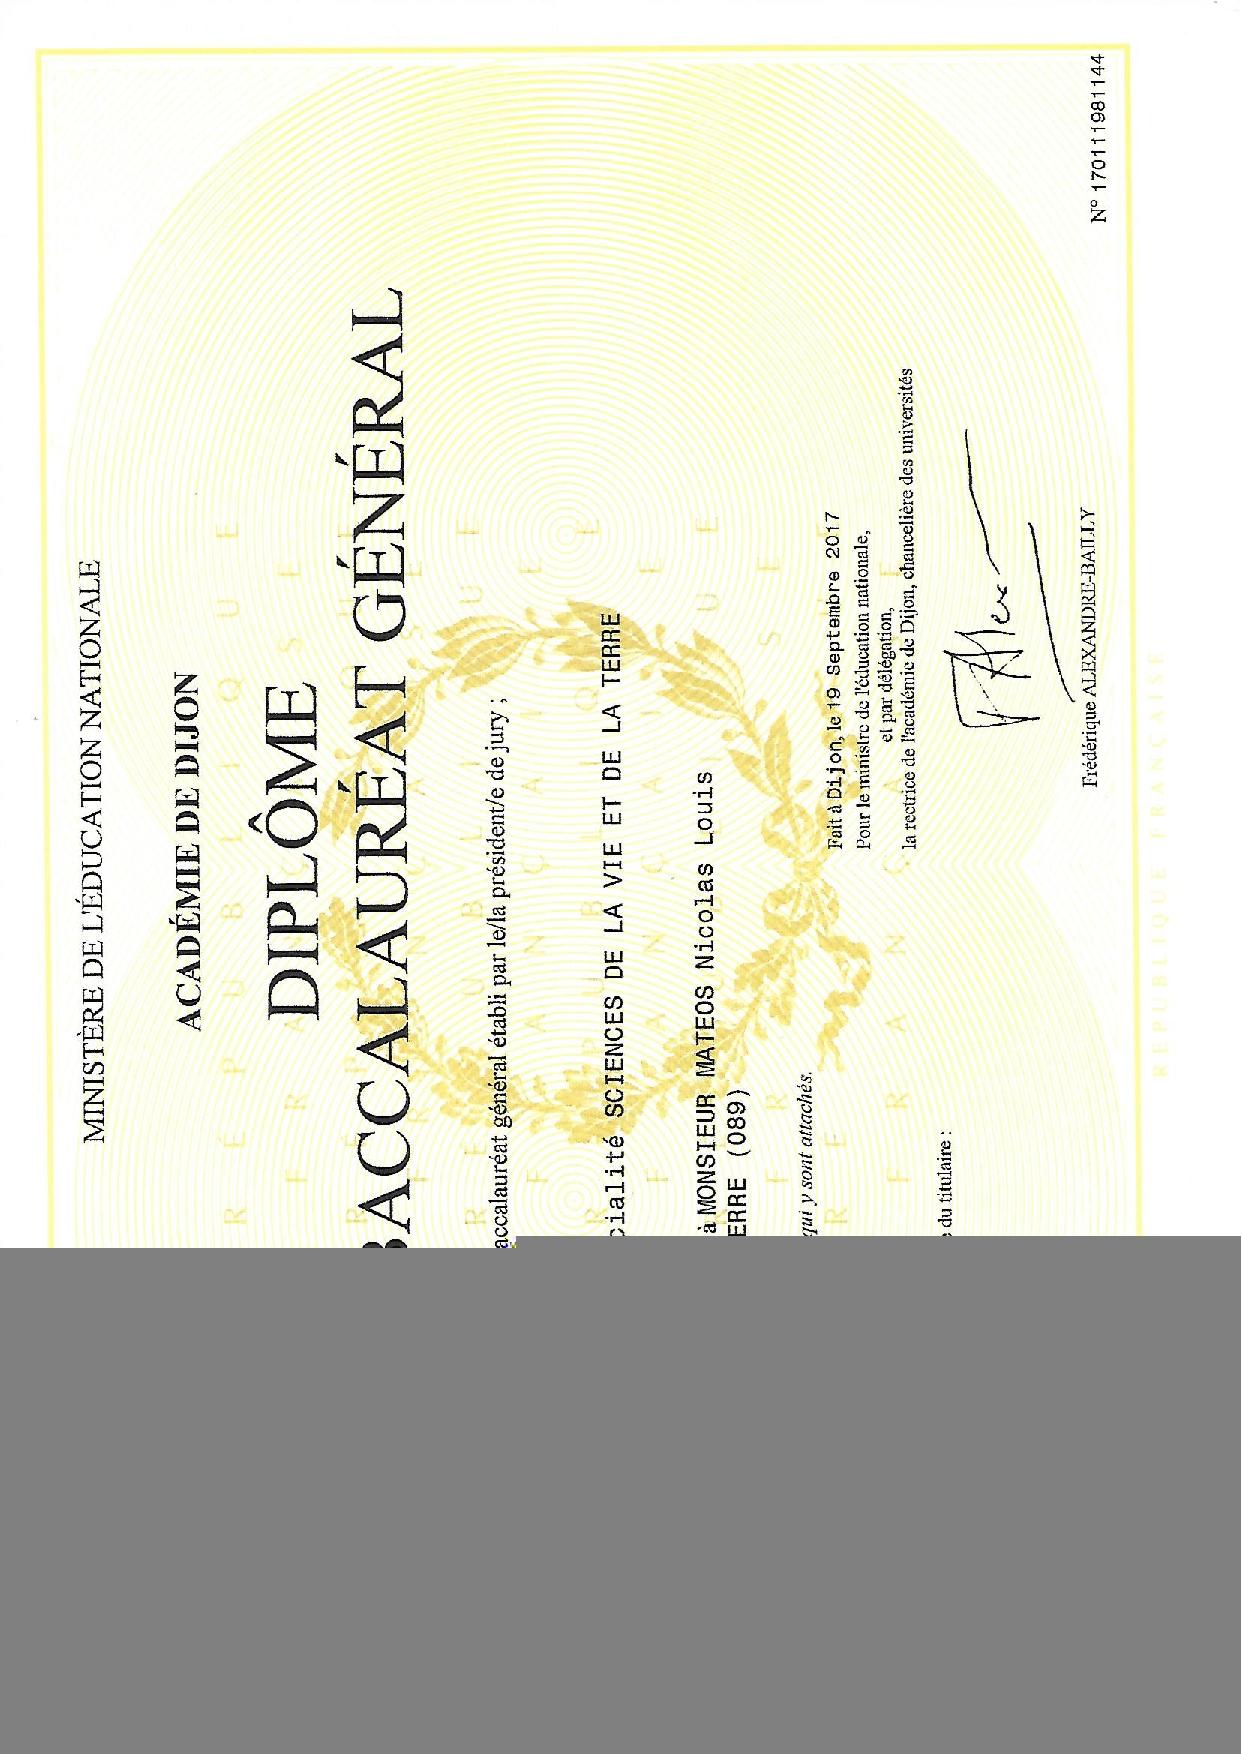 MINISTÈRE DE L'ÉDUCATION NATIONALE
ACADÉMIE DE DIJON
DIPLÔME
BACCALAURÉAT GÉNÉRAL
accalauréat général établi par le/la président/e de jury ;
cialité SCIENCES DE LA VIE ET DE LA TERRE
à MONSIEUR MATEOS Nicolas Louis
ERRE (089)
qui y sont attachés.
Fait à Dijon, le 19 Septembre 2017
Pour le ministre de l'éducation nationale,
et par délégation,
la rectrice de l'académie de Dijon, chancelière des universités
du titulaire :
Frédérique ALEXANDRE-BAILLY
N° 170111981144
RÉPUBLIQUE FRANÇAISE